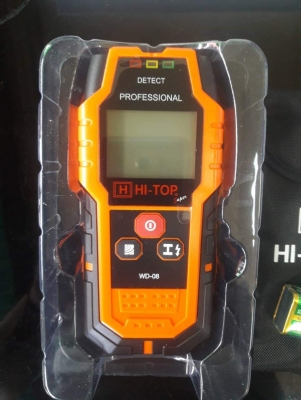 DETECT
PROFESSIONAL
H HI-TOP
WD-08
HI-